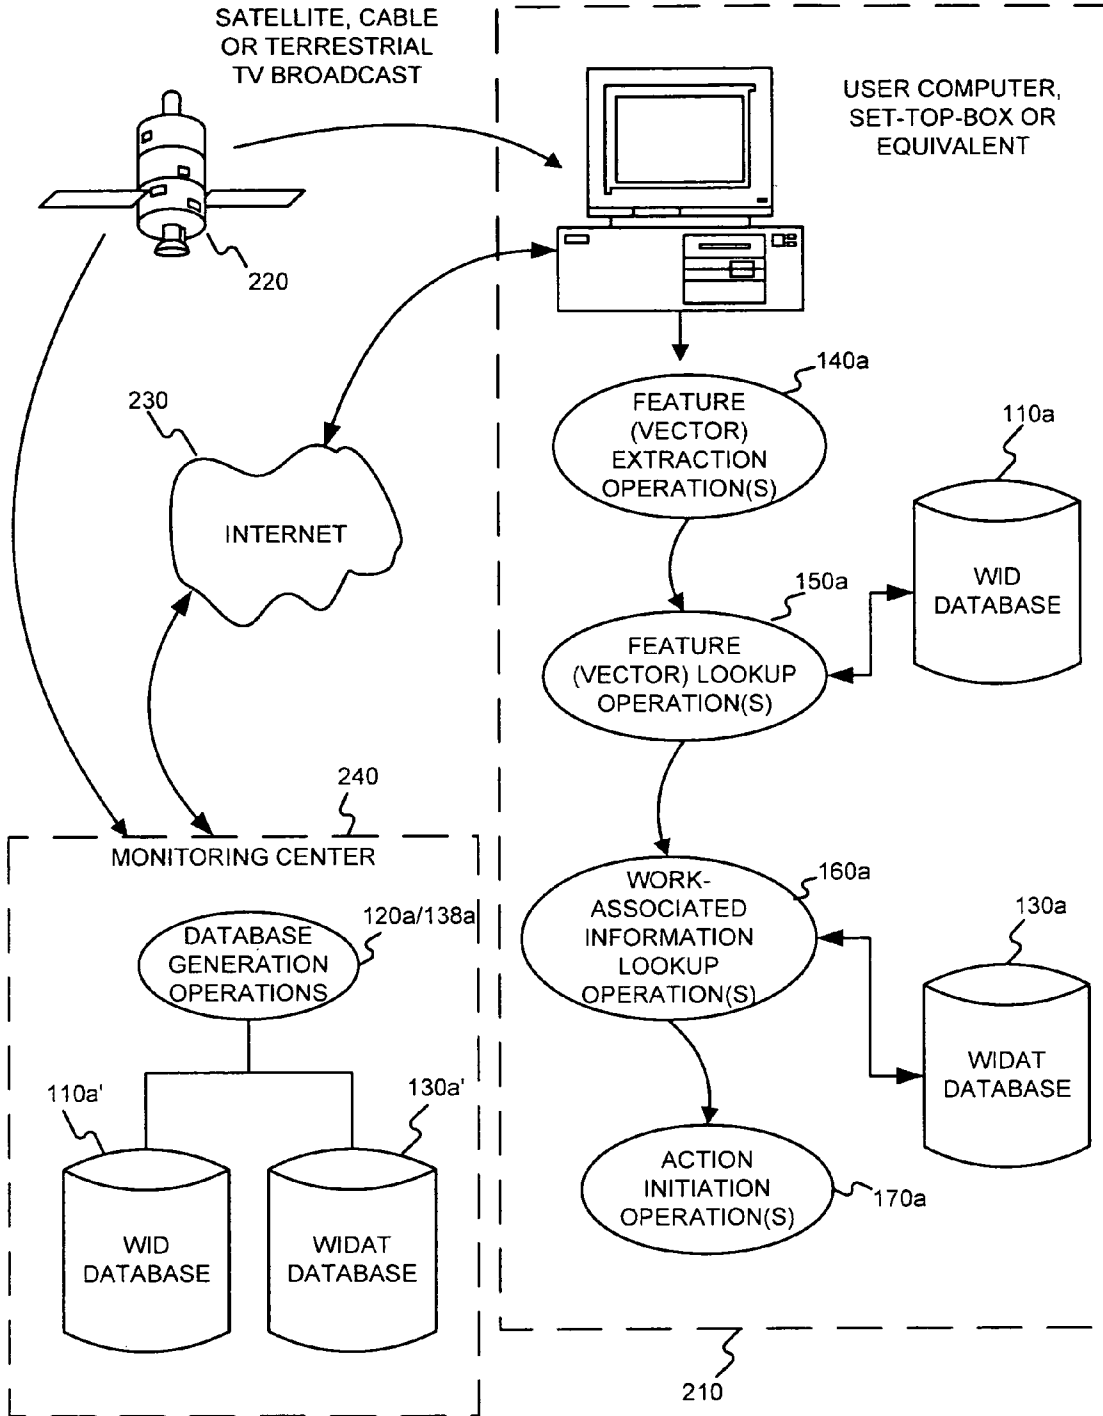 SATELLITE, CABLE
OR TERRESTRIAL
TV BROADCAST
USER COMPUTER,
SET-TOP-BOX OR
EQUIVALENT
220
140a
FEATURE
(VECTOR)
EXTRACTION
OPERATION(S)
230
INTERNET
110a
WID
DATABASE
150a
FEATURE
(VECTOR) LOOKUP
OPERATION(S)
240
MONITORING CENTER
160a
WORK-
ASSOCIATED
INFORMATION
LOOKUP
OPERATION(S)
130a
WIDAT
DATABASE
120a/138a
DATABASE
GENERATION
OPERATIONS
110a'
130a'
WID
DATABASE
WIDAT
DATABASE
ACTION
INITIATION
OPERATION(S)
170a
210